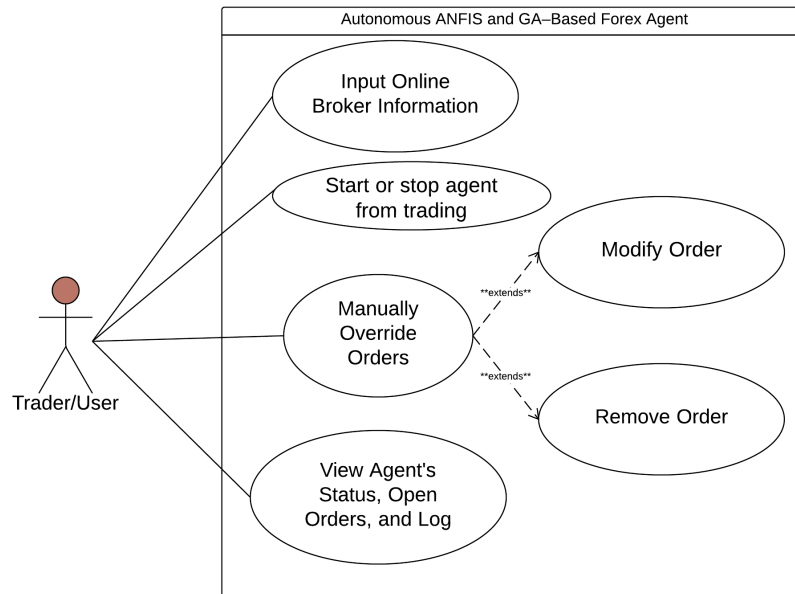 Autonomous ANFIS and GA–Based Forex Agent
Input Online
Broker Information
Start or stop agent
from trading
Modify Order
**extends**
Manually
Override
Orders
**extends**
Trader/User
Remove Order
View Agent's
Status, Open
Orders, and Log